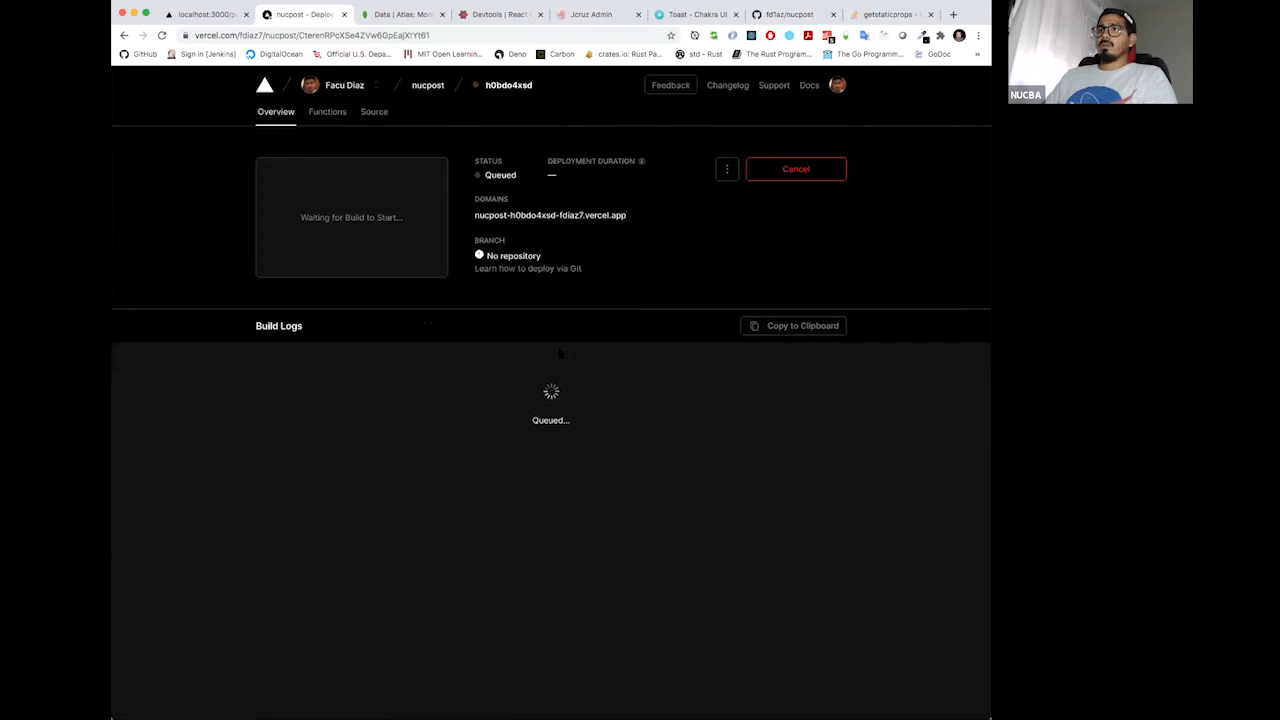 localhost:3000/p
nucpost – Deploy
Data | Atlas: Mon
Devtools | React
Jcruz Admin
Toast - Chakra UI
fd1az/nucpost
getstaticprops -
vercel.com/fdiaz7/nucpost/CterenRPcXSe4ZVw6GpEajXtYt61
GitHub
Sign in [Jenkins]
DigitalOcean
Official U.S. Depa...
MIT Open Learnin...
Deno
Carbon
crates.io: Rust Pa...
std - Rust
The Rust Program...
The Go Programm...
GoDoc
»
NUCBA
Facu Diaz
/
nucpost
/
h0bdo4xsd
Feedback
Changelog
Support
Docs
Overview
Functions
Source
STATUS
DEPLOYMENT DURATION
Queued
—
Cancel
DOMAINS
nucpost-h0bdo4xsd-fdiaz7.vercel.app
Waiting for Build to Start...
BRANCH
No repository
Learn how to deploy via Git
Build Logs
Copy to Clipboard
Queued...